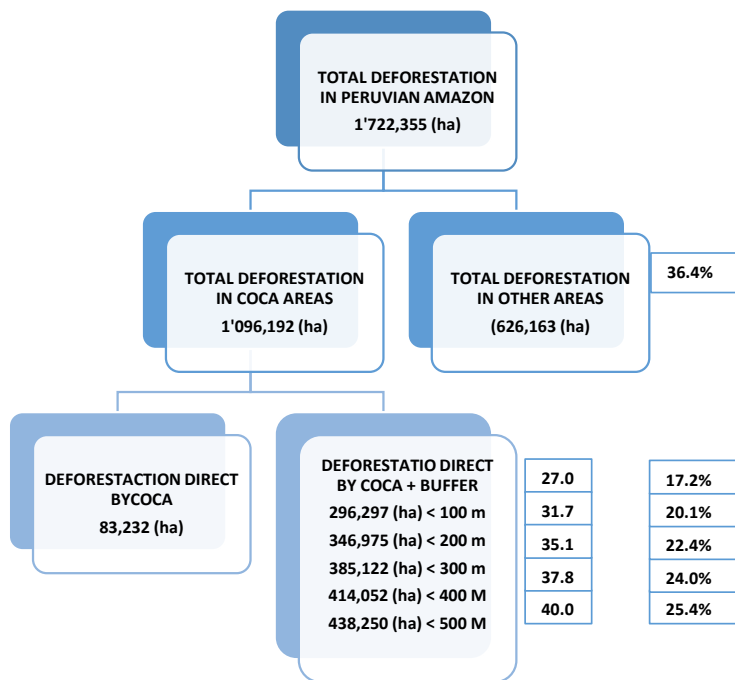 TOTAL DEFORESTATION
IN PERUVIAN AMAZON
1'722,355 (ha)
TOTAL DEFORESTATION
IN COCA AREAS
1'096,192 (ha)
TOTAL DEFORESTATION
IN OTHER AREAS
(626,163 (ha)
36.4%
DEFORESTACTION DIRECT
BYCOCA
83,232 (ha)
DEFORESTATIO DIRECT
BY COCA + BUFFER
296,297 (ha) < 100 m
346,975 (ha) < 200 m
385,122 (ha) < 300 m
414,052 (ha) < 400 M
438,250 (ha) < 500 M
27.0
31.7
35.1
37.8
40.0
17.2%
20.1%
22.4%
24.0%
25.4%